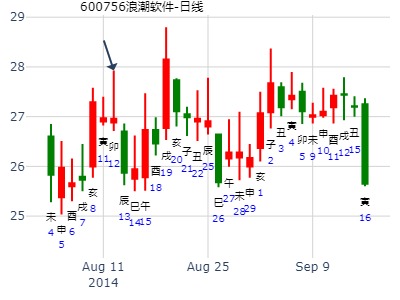 600756浪潮软件-日线
29
28
27
26
25
未
4
申
5
酉
6
戌
7
亥
8
寅
11
卯
12
辰
13
巳
14
午
15
酉
18
戌
19
亥
20
子
21
丑
22
辰
25
巳
26
午
27
未
28
申
29
亥
1
子
2
丑
3
寅
4
卯
5
未
9
申
10
酉
11
戌
12
丑
15
寅
16
Aug 11
2014
Aug 25
Sep 9